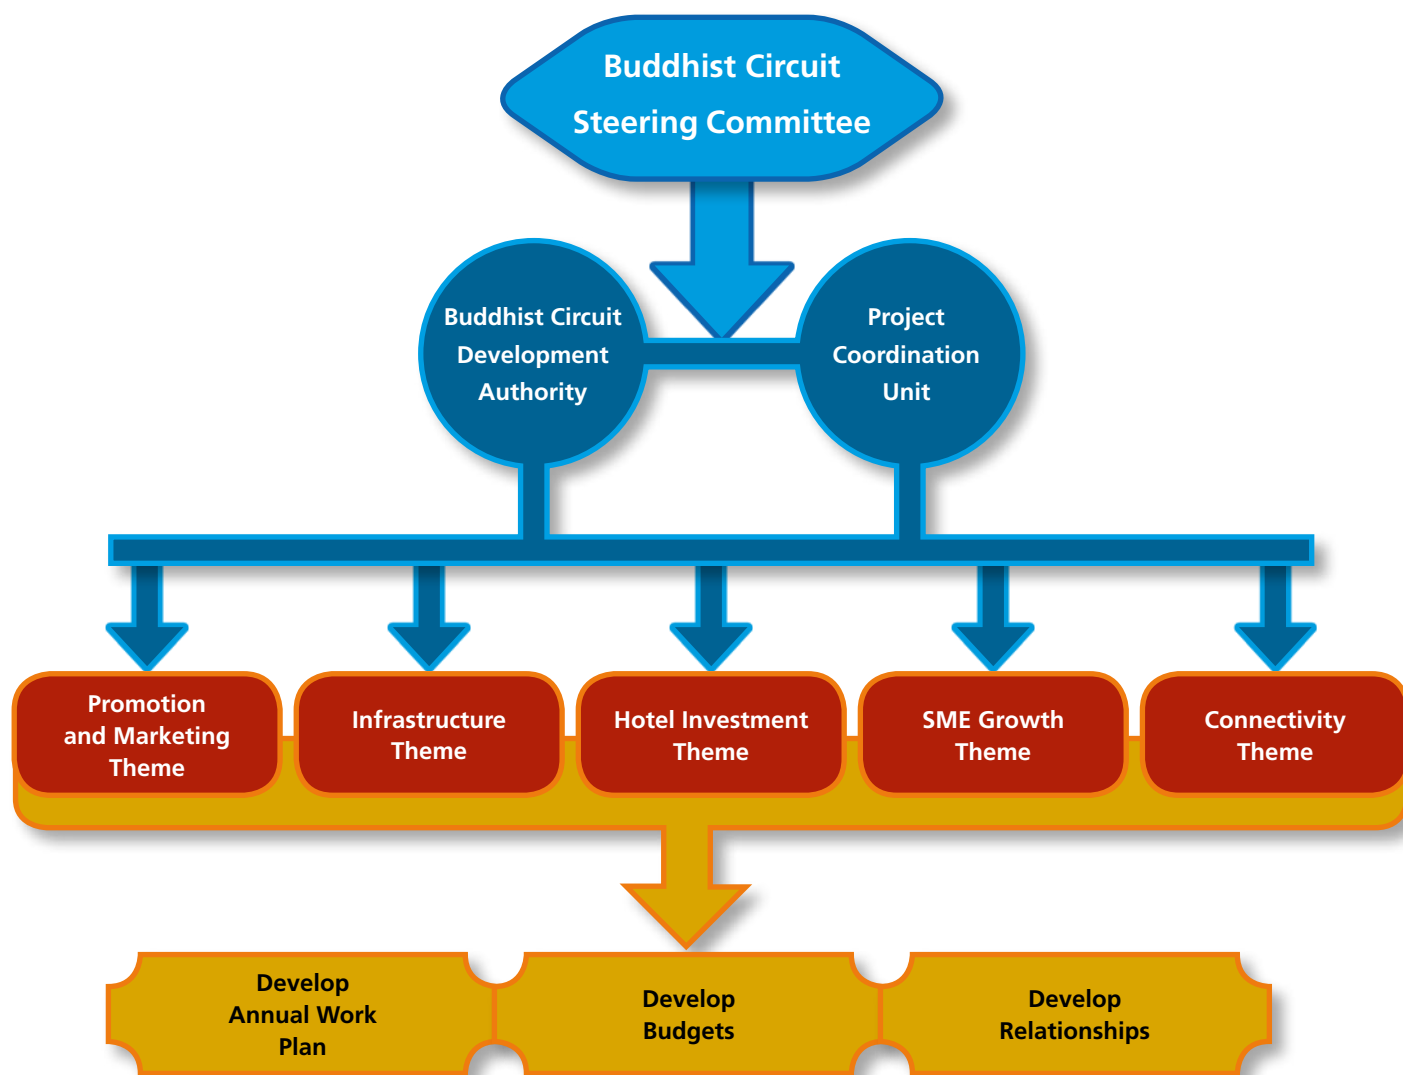 Buddhist Circuit
Steering Committee
Buddhist Circuit
Development
Authority
Project
Coordination
Unit
Promotion
and Marketing
Theme
Infrastructure
Theme
Hotel Investment
Theme
SME Growth
Theme
Connectivity
Theme
Develop
Annual Work
Plan
Develop
Budgets
Develop
Relationships